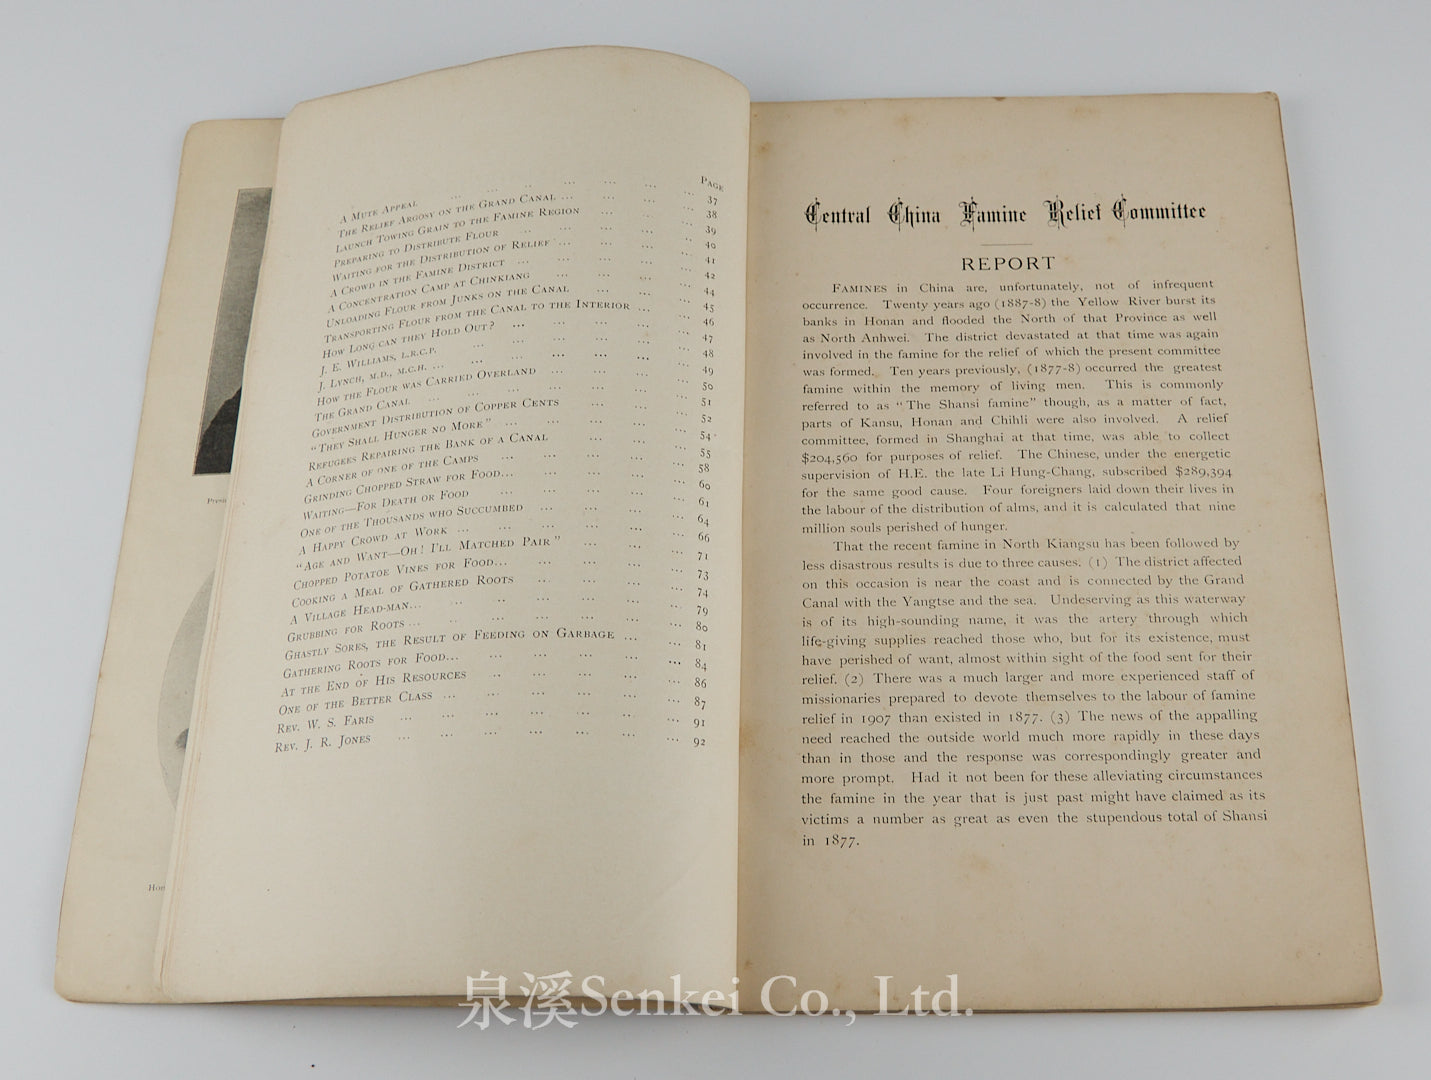 Page
A Mute Appeal ... ... ... ... ... ... 37
The Relief Argosy on the Grand Canal ... ... ... ... 38
Launch Towing Grain to the Famine Region ... ... ... 39
Preparing to Distribute Flour ... ... ... ... ... 40
Waiting for the Distribution of Relief ... ... ... ... 41
A Crowd in the Famine District ... ... ... ... ... 42
A Concentration Camp at Chinkiang ... ... ... ... 44
Unloading Flour from Junks on the Canal ... ... ... 45
Transporting Flour from the Canal to the Interior ... ... 46
How Long can they Hold Out? ... ... ... ... ... 47
J. E. Williams, L.R.C.P. ... ... ... ... ... 48
J. Lynch, M.D., M.C.H. ... ... ... ... ... ... 49
How the Flour was Carried Overland ... ... ... ... 50
The Grand Canal ... ... ... ... ... ... 51
Government Distribution of Copper Cents ... ... ... 52
"They Shall Hunger no More" ... ... ... ... ... 54
Refugees Repairing the Bank of a Canal ... ... ... 55
A Corner of one of the Camps ... ... ... ... ... 58
Grinding Chopped Straw for Food... ... ... ... ... 60
Waiting—For Death or Food ... ... ... ... ... 61
One of the Thousands who Succumbed ... ... ... ... 64
A Happy Crowd at Work ... ... ... ... ... ... 66
"Age and Want—Oh! I'll Matched Pair" ... ... ... 71
Chopped Potatoe Vines for Food... ... ... ... ... 73
Cooking a Meal of Gathered Roots ... ... ... ... 74
A Village Head-man... ... ... ... ... ... ... 79
Grubbing for Roots ... ... ... ... ... ... ... 80
Ghastly Sores, the Result of Feeding on Garbage ... ... 81
Gathering Roots for Food... ... ... ... ... ... 84
At the End of His Resources ... ... ... ... ... 86
One of the Better Class ... ... ... ... ... ... 87
Rev. W. S. Faris ... ... ... ... ... ... ... 91
Rev. J. R. Jones ... ... ... ... ... ... ... 92
Central China Famine Relief Committee
REPORT
Famines in China are, unfortunately, not of infrequent
occurrence. Twenty years ago (1887-8) the Yellow River burst its
banks in Honan and flooded the North of that Province as well
as North Anhwei. The district devastated at that time was again
involved in the famine for the relief of which the present committee
was formed. Ten years previously, (1877-8) occurred the greatest
famine within the memory of living men. This is commonly
referred to as "The Shansi famine" though, as a matter of fact,
parts of Kansu, Honan and Chihli were also involved. A relief
committee, formed in Shanghai at that time, was able to collect
$204,560 for purposes of relief. The Chinese, under the energetic
supervision of H.E. the late Li Hung-Chang, subscribed $289,394
for the same good cause. Four foreigners laid down their lives in
the labour of the distribution of alms, and it is calculated that nine
million souls perished of hunger.
That the recent famine in North Kiangsu has been followed by
less disastrous results is due to three causes. (1) The district affected
on this occasion is near the coast and is connected by the Grand
Canal with the Yangtse and the sea. Undeserving as this waterway
is of its high-sounding name, it was the artery through which
life-giving supplies reached those who, but for its existence, must
have perished of want, almost within sight of the food sent for their
relief. (2) There was a much larger and more experienced staff of
missionaries prepared to devote themselves to the labour of famine
relief in 1907 than existed in 1877. (3) The news of the appalling
need reached the outside world much more rapidly in these days
than in those and the response was correspondingly greater and
more prompt. Had it not been for these alleviating circumstances
the famine in the year that is just past might have claimed as its
victims a number as great as even the stupendous total of Shansi
in 1877.
泉溪Senkei Co., Ltd.